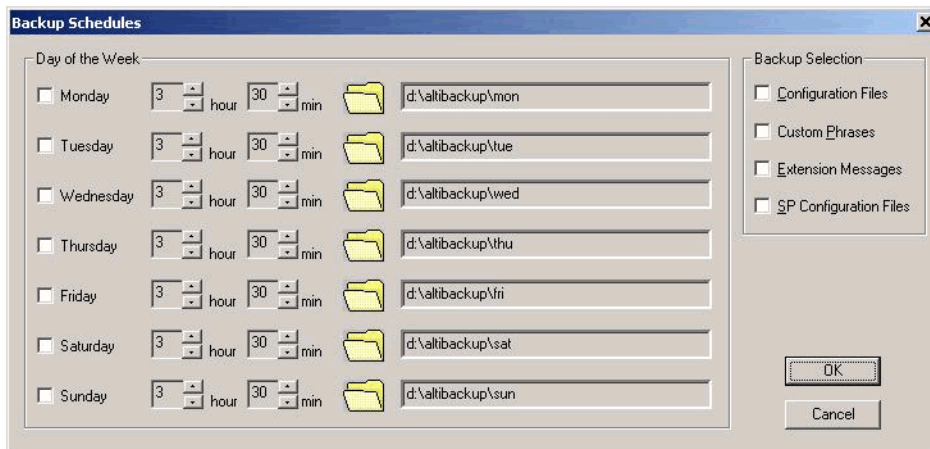 Backup Schedules
Day of the Week
Monday 3 hour 30 min d:\altibackup\mon
Tuesday 3 hour 30 min d:\altibackup\tue
Wednesday 3 hour 30 min d:\altibackup\wed
Thursday 3 hour 30 min d:\altibackup\thu
Friday 3 hour 30 min d:\altibackup\fri
Saturday 3 hour 30 min d:\altibackup\sat
Sunday 3 hour 30 min d:\altibackup\sun
Backup Selection
Configuration Files
Custom Phrases
Extension Messages
SP Configuration Files
OK
Cancel